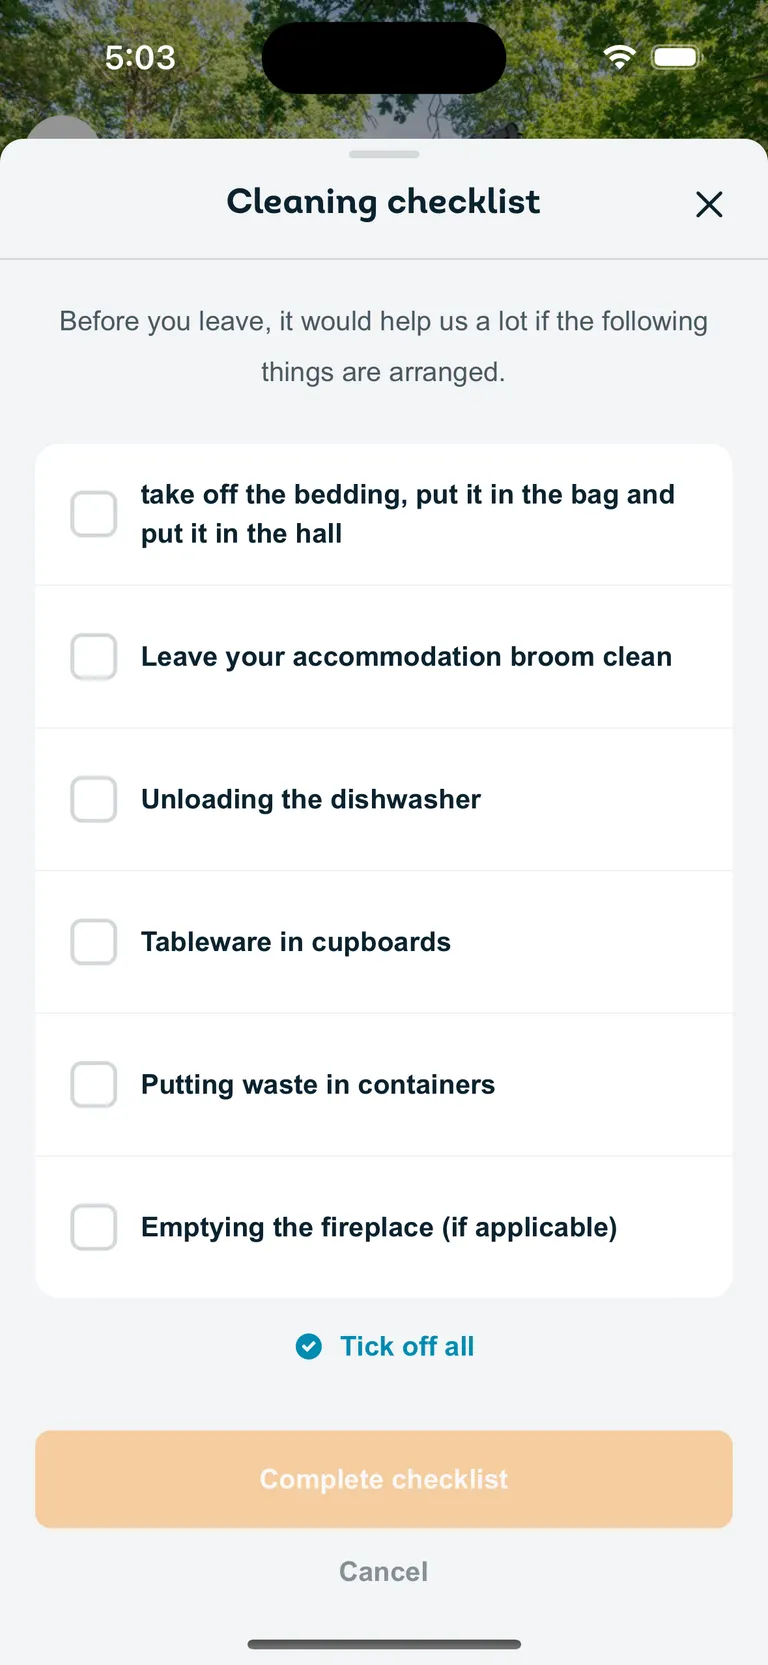 5:03
Cleaning checklist
Before you leave, it would help us a lot if the following
things are arranged.
take off the bedding, put it in the bag and
put it in the hall
Leave your accommodation broom clean
Unloading the dishwasher
Tableware in cupboards
Putting waste in containers
Emptying the fireplace (if applicable)
Tick off all
Complete checklist
Cancel